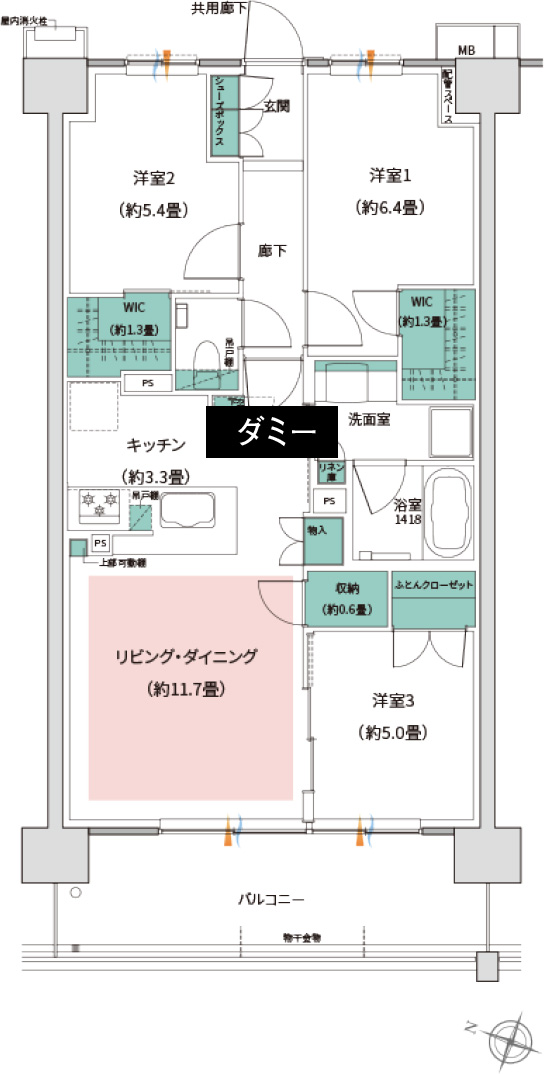 共用廊下
屋内消火栓
MB
配管スペース
シューズボックス
玄関
洋室2
(約5.4畳)
洋室1
(約6.4畳)
廊下
WIC
(約1.3畳)
吊戸棚
WIC
(約1.3畳)
PS
洗面室
ダミー
キッチン
(約3.3畳)
リネン
庫
吊戸棚
PS
浴室
1418
物入
PS
上部可動棚
収納
(約0.6畳)
ふとんクローゼット
リビング・ダイニング
(約11.7畳)
洋室3
(約5.0畳)
バルコニー
物干金物
N